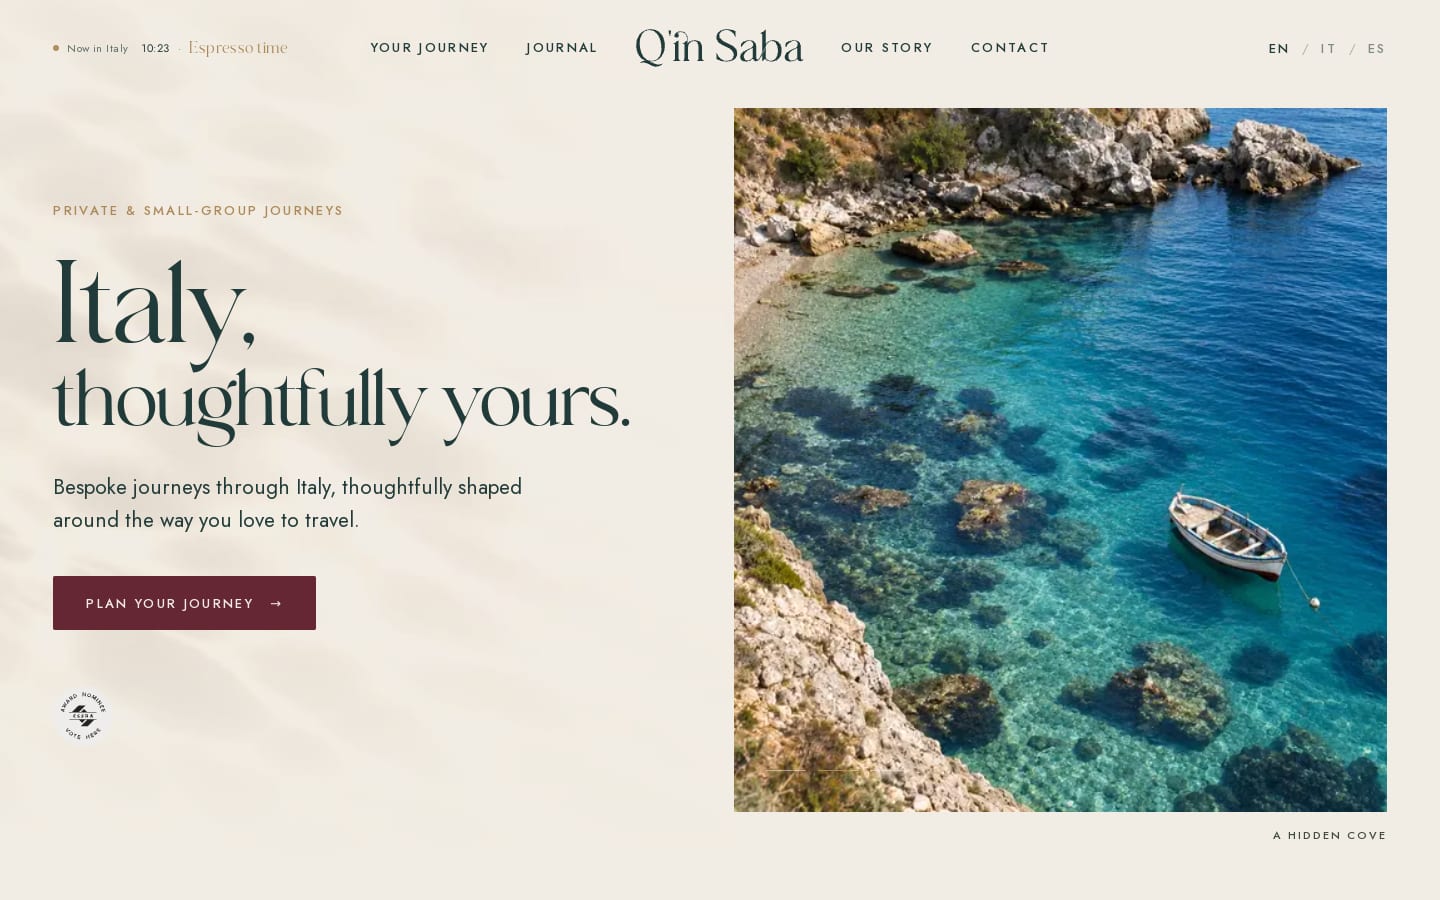 Now in Italy 10:23 · Espresso time
YOUR JOURNEY
JOURNAL
Q'in Saba
OUR STORY
CONTACT
EN / IT / ES
PRIVATE & SMALL-GROUP JOURNEYS
Italy,
thoughtfully yours.
Bespoke journeys through Italy, thoughtfully shaped
around the way you love to travel.
PLAN YOUR JOURNEY →
AWARD NOMINEE
CSSDA
VOTE HERE
A HIDDEN COVE